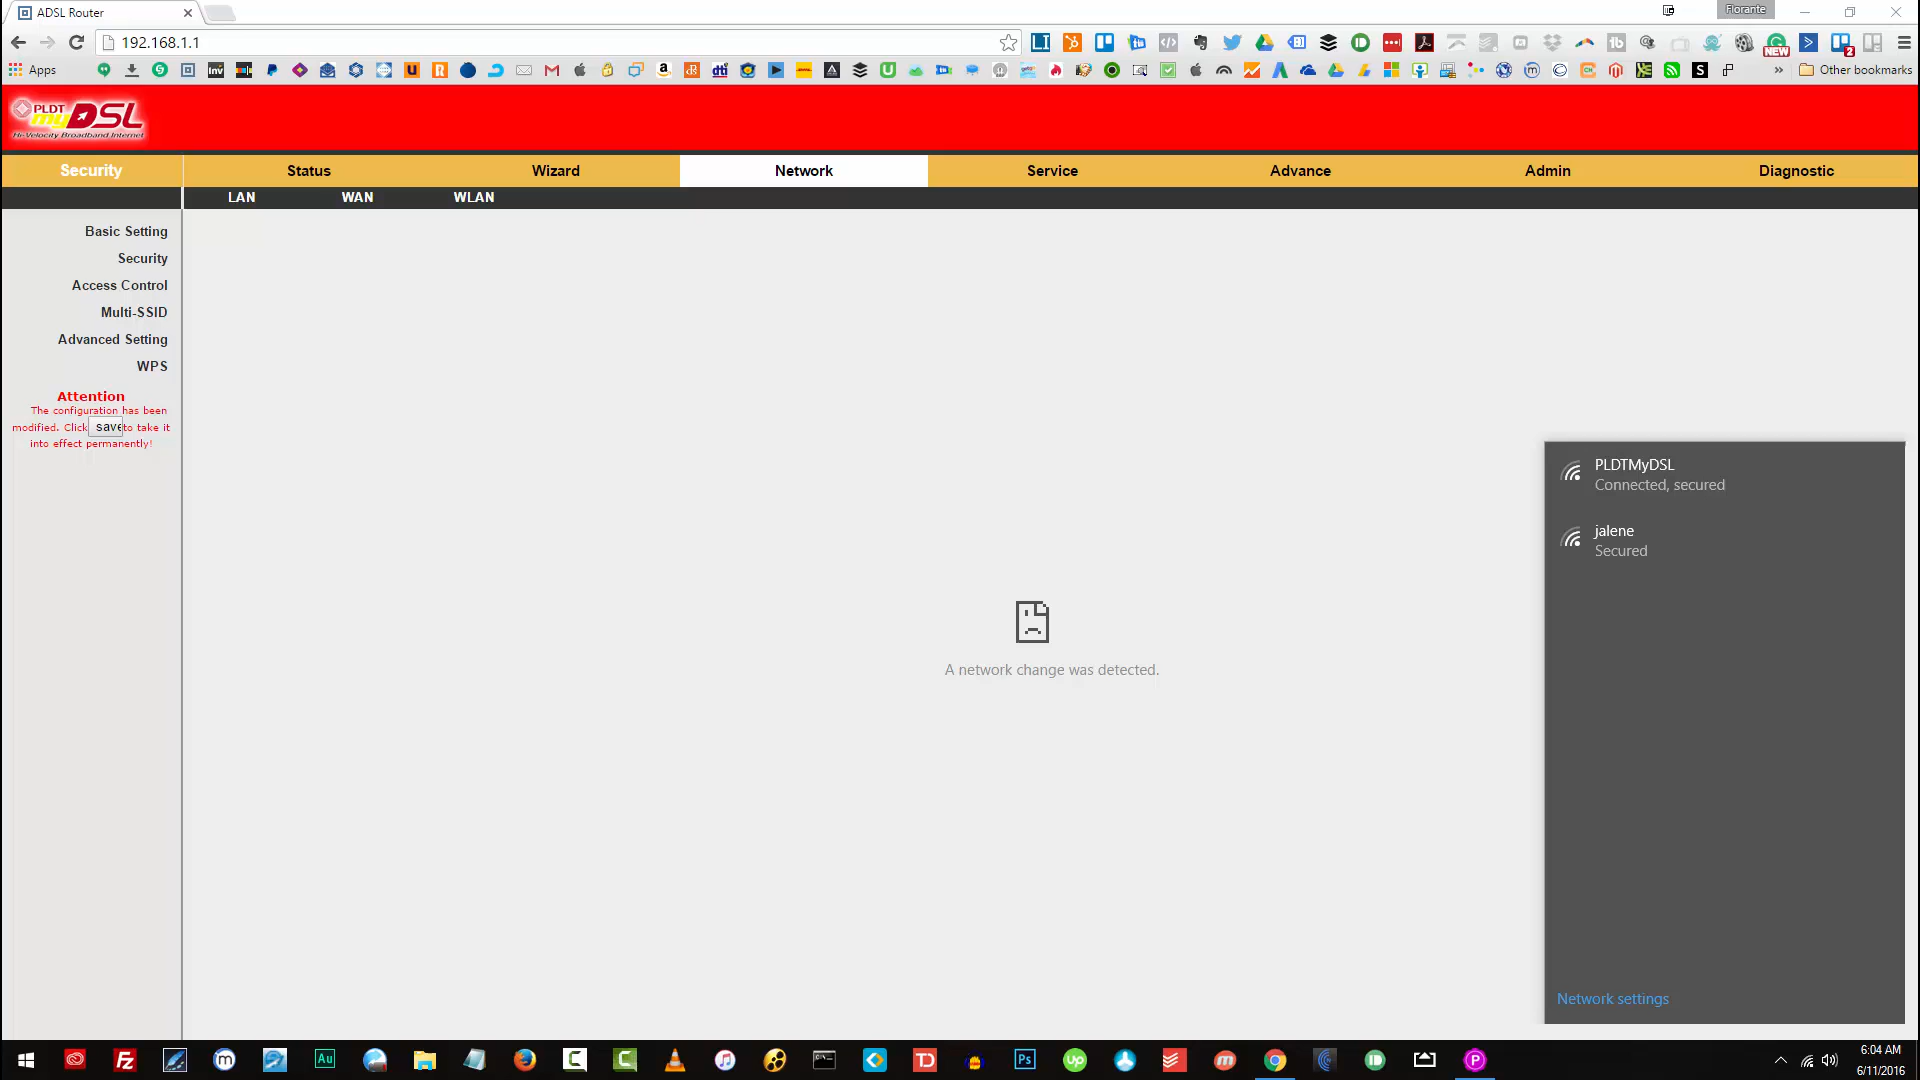 ADSL Router
Florante
192.168.1.1
Apps
Other bookmarks
PLDT
myDSL
Hi-Velocity Broadband Internet
Security
Status
Wizard
Network
Service
Advance
Admin
Diagnostic
LAN
WAN
WLAN
Basic Setting
Security
Access Control
Multi-SSID
Advanced Setting
WPS
Attention
The configuration has been
modified. Click save to take it
into effect permanently!
A network change was detected.
PLDTMyDSL
Connected, secured
jalene
Secured
Network settings
6:04 AM
6/11/2016